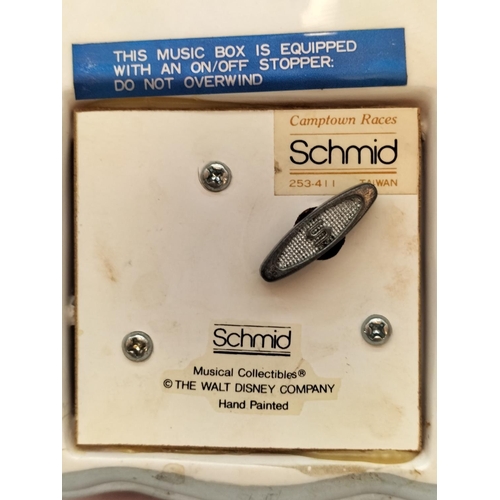 THIS MUSIC BOX IS EQUIPPED
WITH AN ON/OFF STOPPER:
DO NOT OVERWIND
Camptown Races
Schmid
253-411 TAIWAN
Schmid
Musical Collectibles®
© THE WALT DISNEY COMPANY
Hand Painted